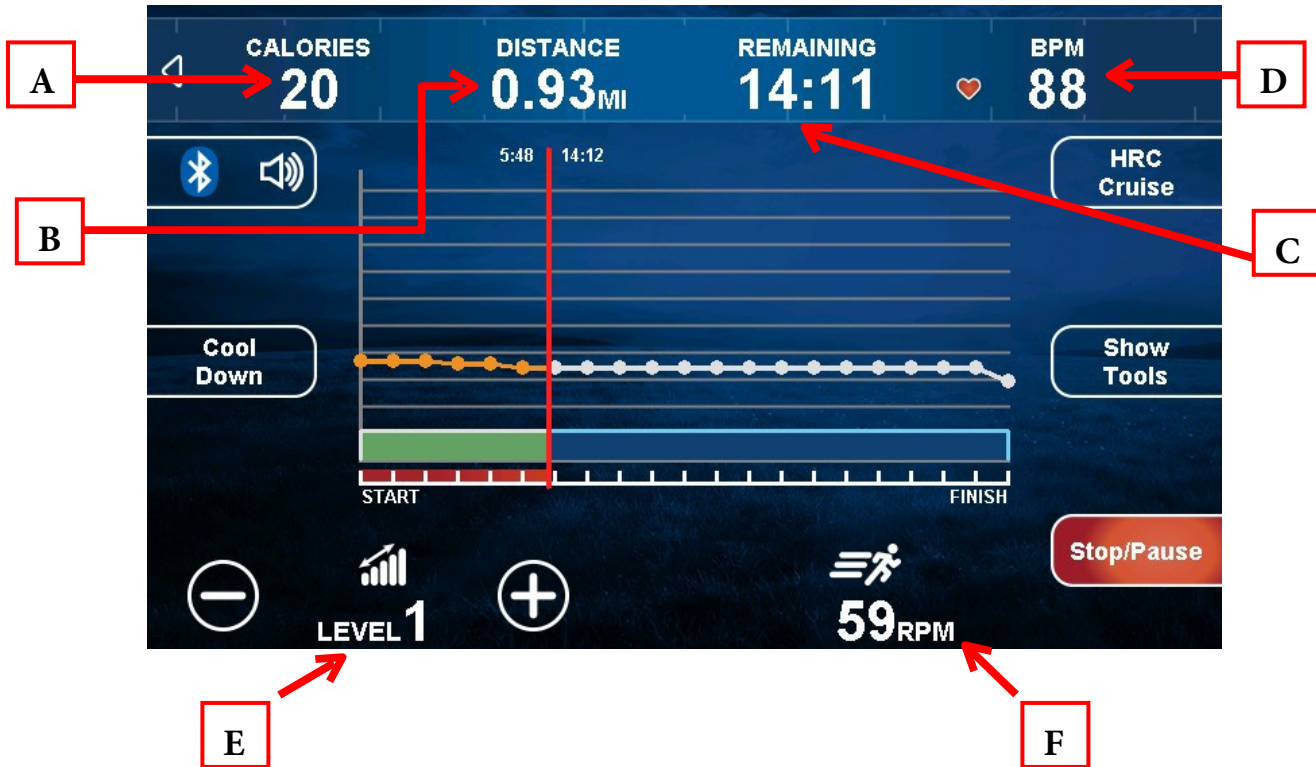 CALORIES DISTANCE REMAINING BPM
A 20 0.93MI 14:11 88 D
5:48 14:12
HRC
Cruise
B
C
Cool
Down
Show
Tools
START FINISH
Stop/Pause
LEVEL 1 59RPM
E F